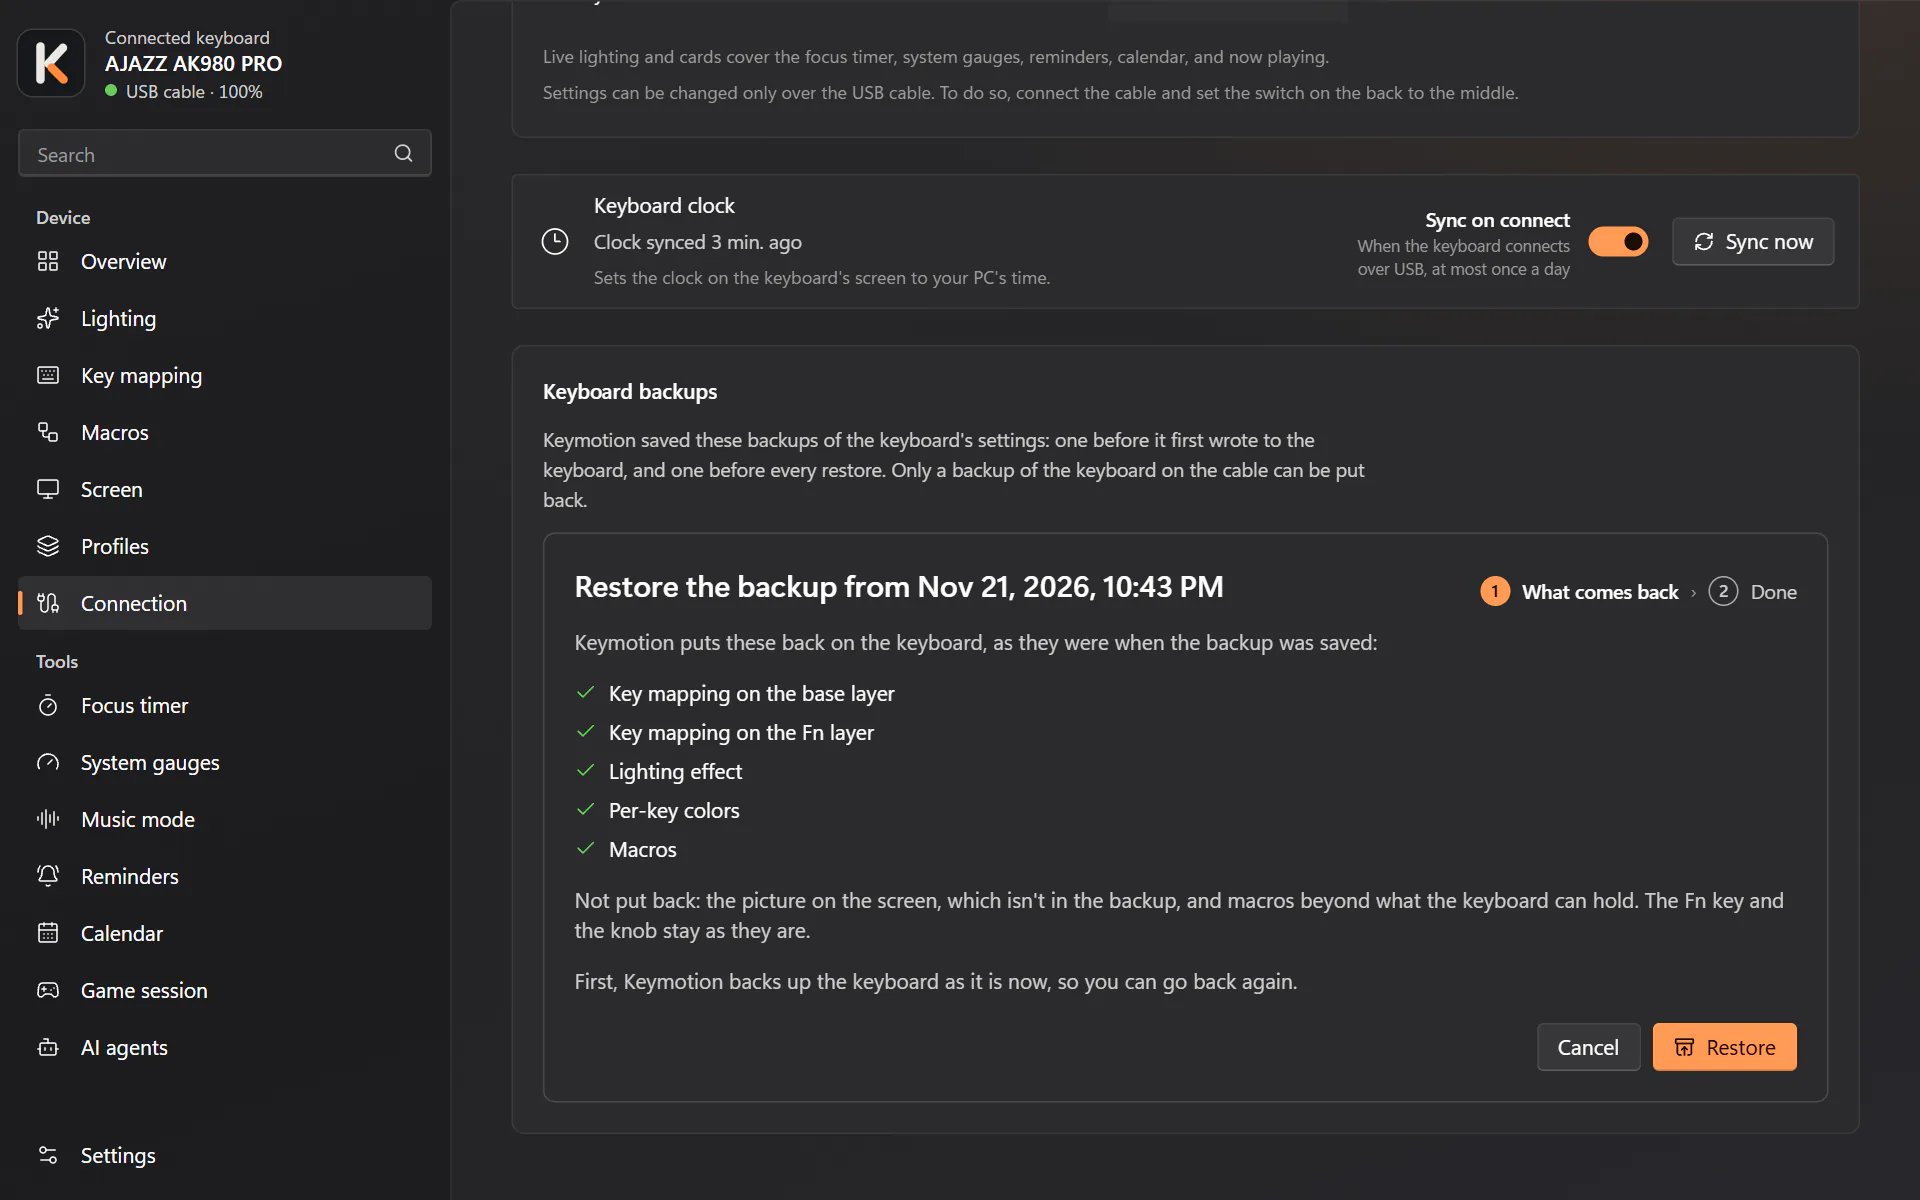 Connected keyboard
AJAZZ AK980 PRO
USB cable · 100%
Search
Device
Overview
Lighting
Key mapping
Macros
Screen
Profiles
Connection
Tools
Focus timer
System gauges
Music mode
Reminders
Calendar
Game session
AI agents
Settings
Live lighting and cards cover the focus timer, system gauges, reminders, calendar, and now playing.
Settings can be changed only over the USB cable. To do so, connect the cable and set the switch on the back to the middle.
Keyboard clock
Clock synced 3 min. ago
Sets the clock on the keyboard's screen to your PC's time.
Sync on connect
When the keyboard connects
over USB, at most once a day
Sync now
Keyboard backups
Keymotion saved these backups of the keyboard's settings: one before it first wrote to the
keyboard, and one before every restore. Only a backup of the keyboard on the cable can be put
back.
Restore the backup from Nov 21, 2026, 10:43 PM
1 What comes back › 2 Done
Keymotion puts these back on the keyboard, as they were when the backup was saved:
Key mapping on the base layer
Key mapping on the Fn layer
Lighting effect
Per-key colors
Macros
Not put back: the picture on the screen, which isn't in the backup, and macros beyond what the keyboard can hold. The Fn key and
the knob stay as they are.
First, Keymotion backs up the keyboard as it is now, so you can go back again.
Cancel
Restore